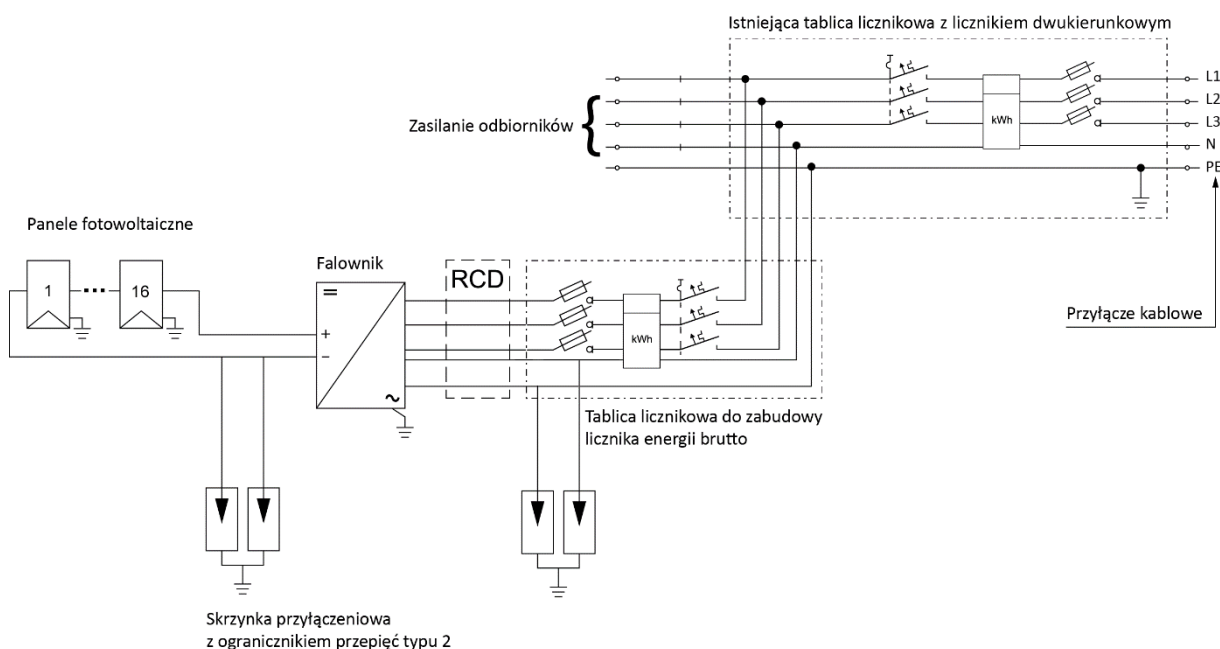 Istniejąca tablica licznikowa z licznikiem dwukierunkowym
L1
L2
L3
N
PE
kWh
Zasilanie odbiorników
Przyłącze kablowe
Panele fotowoltaiczne
1
16
Falownik
=
+
−
~
RCD
kWh
Tablica licznikowa do zabudowy
licznika energii brutto
Skrzynka przyłączeniowa
z ogranicznikiem przepięć typu 2